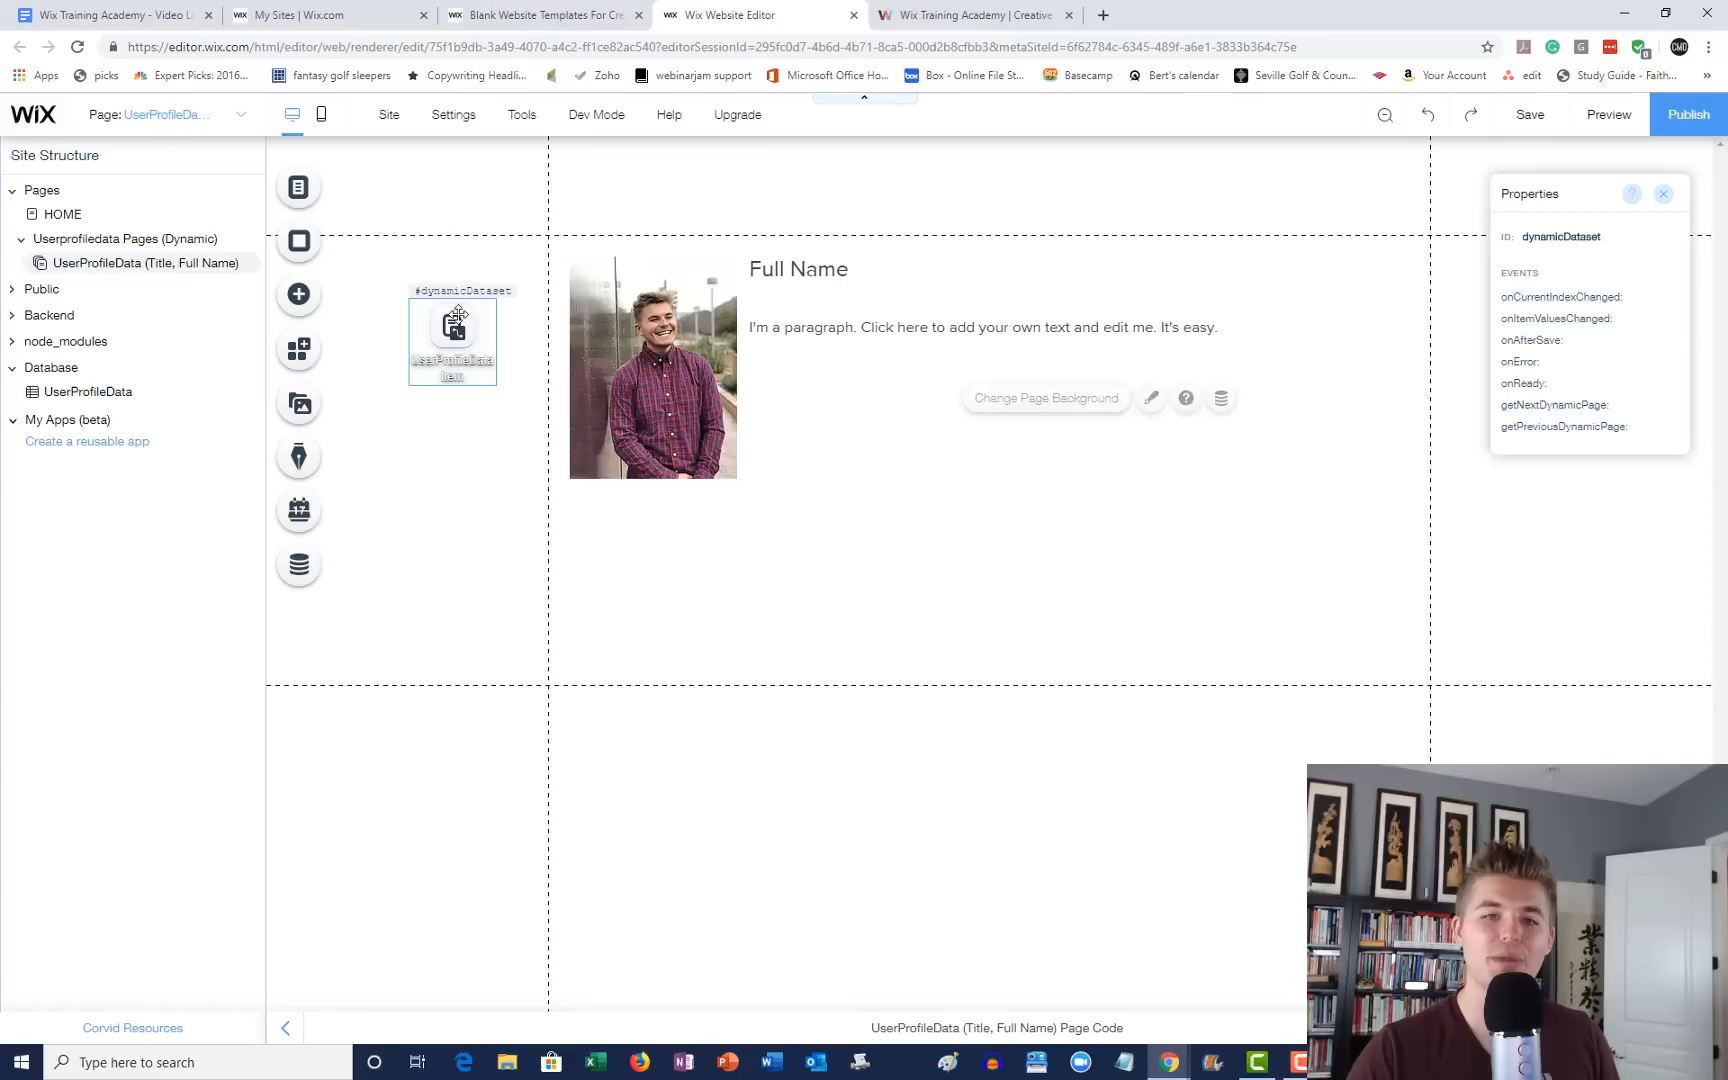 Wix Training Academy - Video L
My Sites | Wix.com
Blank Website Templates For Cre
Wix Website Editor
Wix Training Academy | Creative
https://editor.wix.com/html/editor/web/renderer/edit/75f1b9db-3a49-4070-a4c2-ff1ce82ac540?editorSessionId=295fc0d7-4b6d-4b71-8ca5-000d2b8cfbb3&metaSiteId=6f62784c-6345-489f-a6e1-3833b364c75e
Apps picks Expert Picks: 2016... fantasy golf sleepers Copywriting Headli... Zoho webinarjam support Microsoft Office Ho... Box - Online File St... Basecamp Bert's calendar Seville Golf & Coun... Your Account edit Study Guide - Faith... »
WiX Page: UserProfileDa... Site Settings Tools Dev Mode Help Upgrade Save Preview Publish
Site Structure
Pages
HOME
Userprofiledata Pages (Dynamic)
UserProfileData (Title, Full Name)
Public
Backend
node_modules
Database
UserProfileData
My Apps (beta)
Create a reusable app
Corvid Resources
#dynamicDataset
UserProfileData
Item
17
Full Name
I'm a paragraph. Click here to add your own text and edit me. It's easy.
Change Page Background
Properties
ID: dynamicDataset
EVENTS
onCurrentIndexChanged:
onItemValuesChanged:
onAfterSave:
onError:
onReady:
getNextDynamicPage:
getPreviousDynamicPage:
UserProfileData (Title, Full Name) Page Code
Type here to search